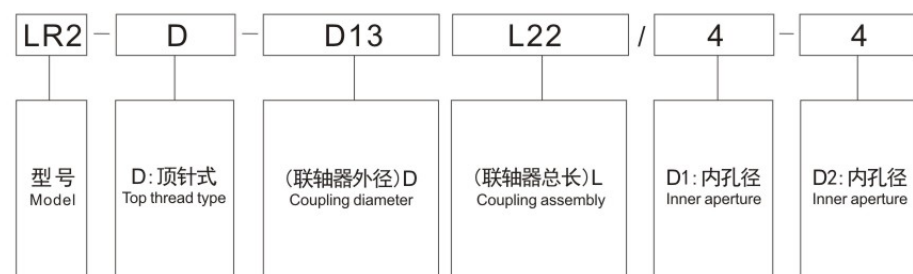 LR2 - D - D13 L22 / 4 - 4
型号 D:顶针式 (联轴器外径)D (联轴器总长)L D1:内孔径 D2:内孔径
Model Top thread type Coupling diameter Coupling assembly Inner aperture Inner aperture